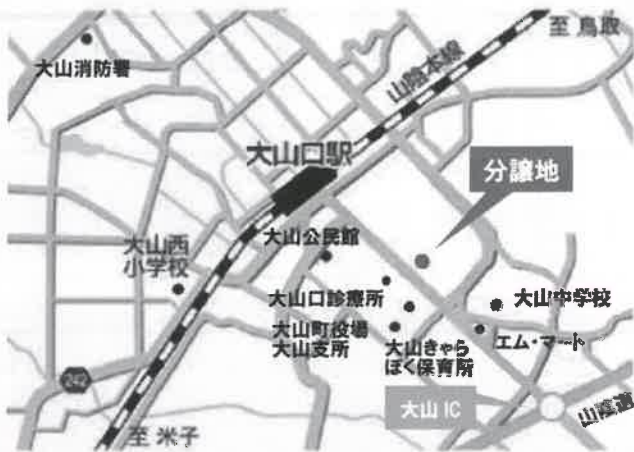 至 鳥取
大山消防署
山陰本線
大山口駅
分譲地
大山公民館
大山西
小学校
大山口診療所
大山中学校
大山町役場
大山支所
大山きゃら
ぼく保育所
エム・マート
242
大山 IC
山陰道
至 米子